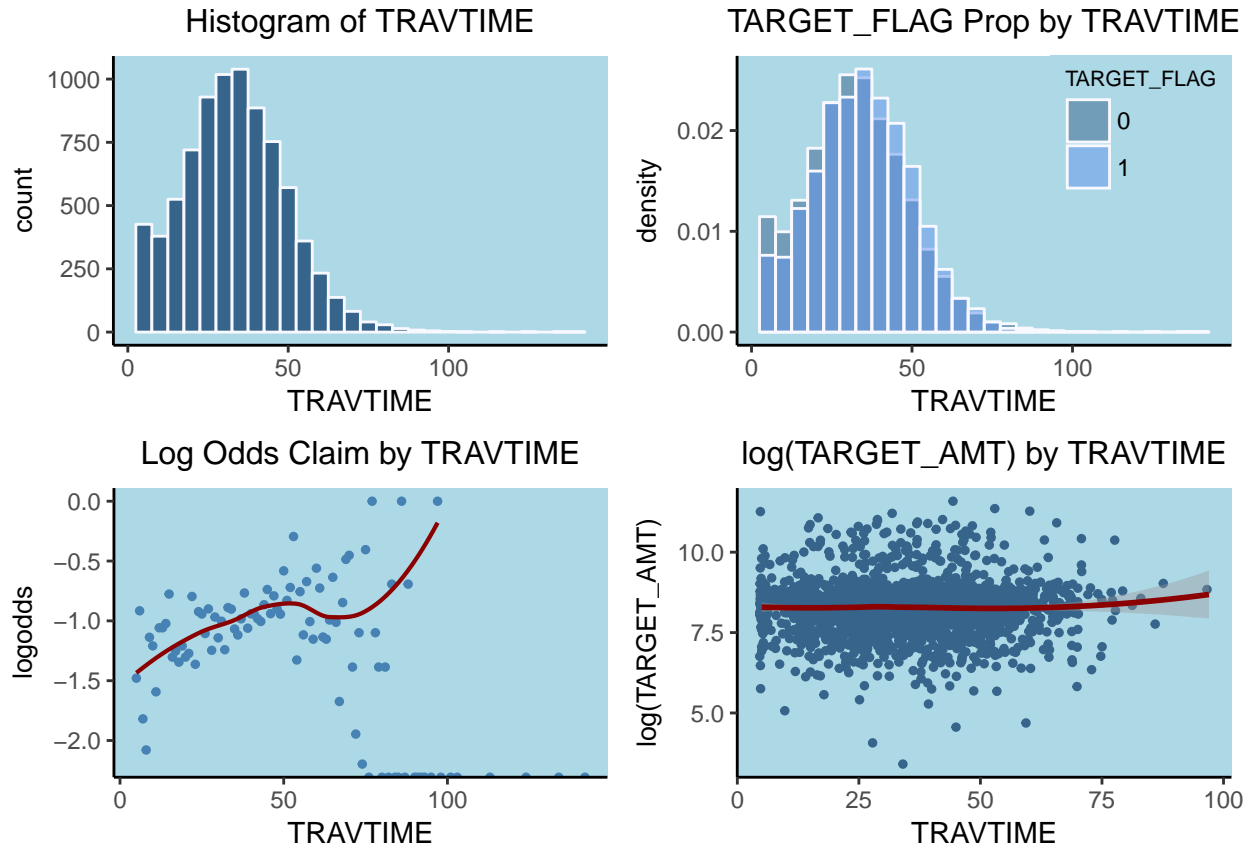 Histogram of TRAVTIME
count
1000
750
500
250
0
0 50 100
TRAVTIME
TARGET_FLAG Prop by TRAVTIME
density
0.02
0.01
0.00
TARGET_FLAG
0
1
0 50 100
TRAVTIME
Log Odds Claim by TRAVTIME
logodds
0.0
−0.5
−1.0
−1.5
−2.0
0 50 100
TRAVTIME
log(TARGET_AMT) by TRAVTIME
log(TARGET_AMT)
10.0
7.5
5.0
0 25 50 75 100
TRAVTIME